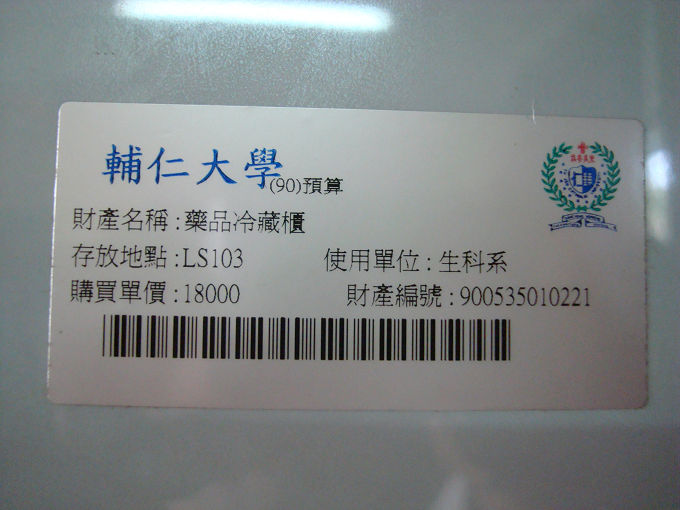 輔仁大學(90)預算
財產名稱:藥品冷藏櫃
存放地點:LS103 使用單位:生科系
購買單價:18000 財產編號:900535010221